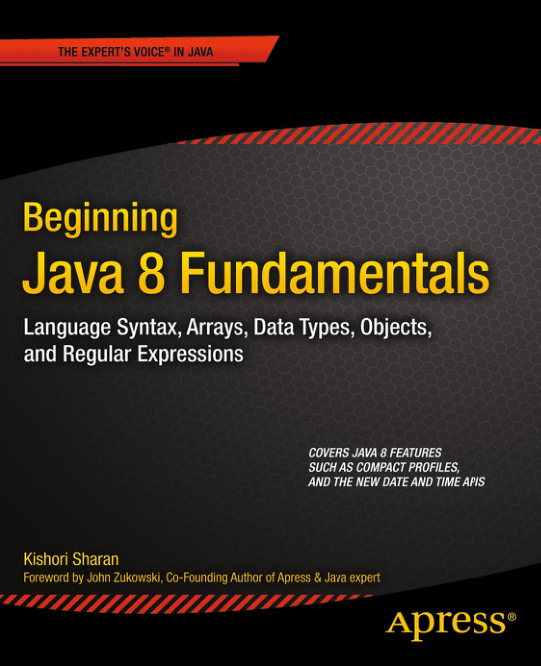 THE EXPERT'S VOICE® IN JAVA
Beginning
Java 8 Fundamentals
Language Syntax, Arrays, Data Types, Objects,
and Regular Expressions
COVERS JAVA 8 FEATURES
SUCH AS COMPACT PROFILES,
AND THE NEW DATE AND TIME APIS
Kishori Sharan
Foreword by John Zukowski, Co-Founding Author of Apress & Java expert
Apress®